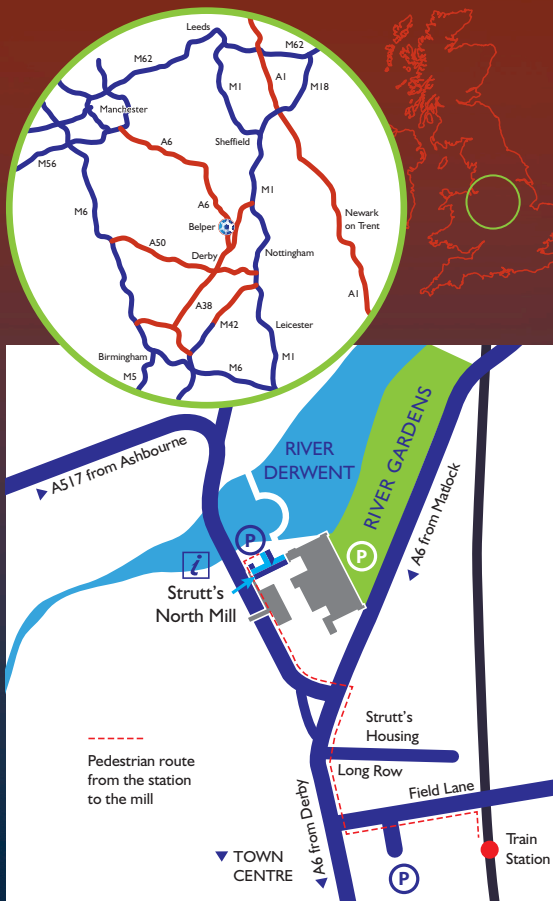 Leeds
M62
M62
A1
M1
M18
Manchester
A6
Sheffield
M56
M1
A6
M6
Belper
Newark
on Trent
A50
Derby
Nottingham
A1
A38
M42
Leicester
Birmingham
M1
M6
M5
RIVER
DERWENT
RIVER GARDENS
A517 from Ashbourne
A6 from Matlock
P
P
i
Strutt's
North Mill
Strutt's
Housing
Pedestrian route
from the station
to the mill
Long Row
Field Lane
A6 from Derby
Train
Station
TOWN
CENTRE
P